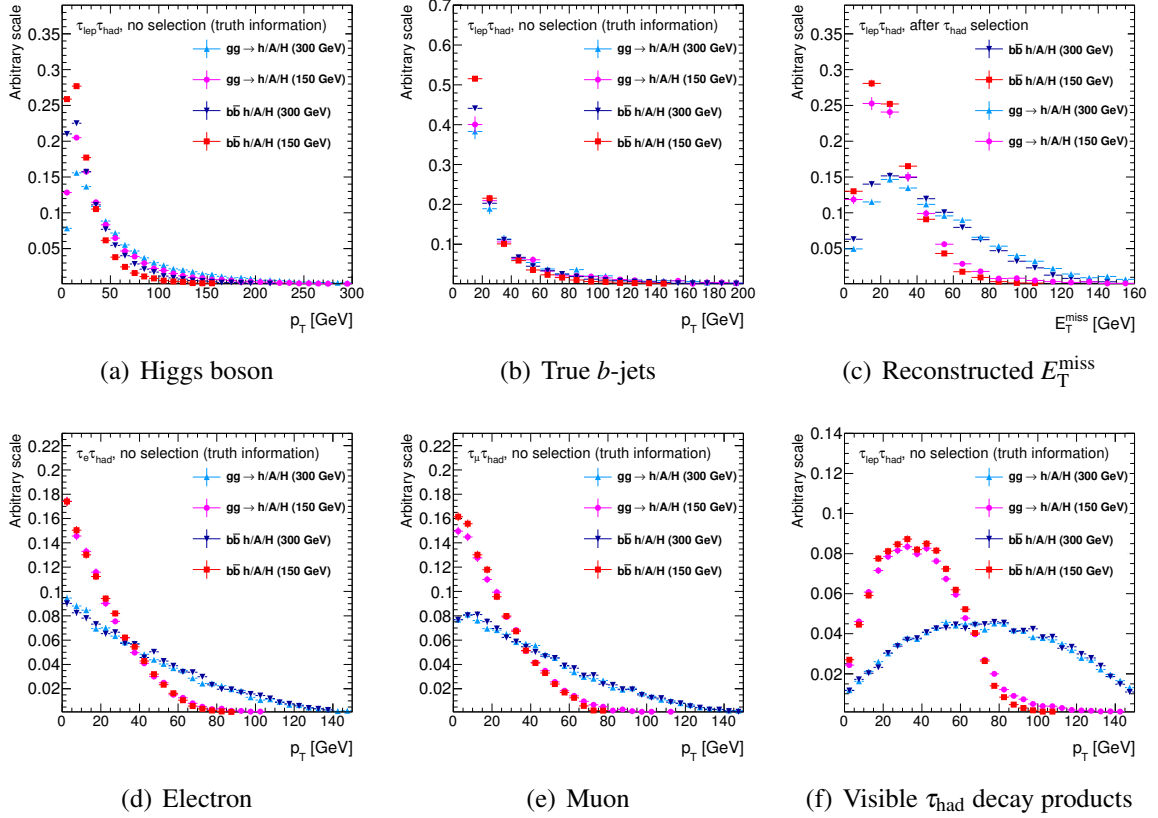 Arbitrary scale
τlepτhad, no selection (truth information)
gg → h/A/H (300 GeV)
gg → h/A/H (150 GeV)
bb̅ h/A/H (300 GeV)
bb̅ h/A/H (150 GeV)
0.35
0.3
0.25
0.2
0.15
0.1
0.05
0 50 100 150 200 250 300
pT [GeV]
(a) Higgs boson
Arbitrary scale
τlepτhad, no selection (truth information)
gg → h/A/H (300 GeV)
gg → h/A/H (150 GeV)
bb̅ h/A/H (300 GeV)
bb̅ h/A/H (150 GeV)
0.7
0.6
0.5
0.4
0.3
0.2
0.1
0 20 40 60 80 100 120 140 160 180 200
pT [GeV]
(b) True b-jets
Arbitrary scale
τlepτhad, after τhad selection
bb̅ h/A/H (300 GeV)
bb̅ h/A/H (150 GeV)
gg → h/A/H (300 GeV)
gg → h/A/H (150 GeV)
0.35
0.3
0.25
0.2
0.15
0.1
0.05
0 20 40 60 80 100 120 140 160
ETmiss [GeV]
(c) Reconstructed ETmiss
Arbitrary scale
τeτhad, no selection (truth information)
gg → h/A/H (300 GeV)
gg → h/A/H (150 GeV)
bb̅ h/A/H (300 GeV)
bb̅ h/A/H (150 GeV)
0.22
0.2
0.18
0.16
0.14
0.12
0.1
0.08
0.06
0.04
0.02
0 20 40 60 80 100 120 140
pT [GeV]
(d) Electron
Arbitrary scale
τμτhad, no selection (truth information)
gg → h/A/H (300 GeV)
gg → h/A/H (150 GeV)
bb̅ h/A/H (300 GeV)
bb̅ h/A/H (150 GeV)
0.22
0.2
0.18
0.16
0.14
0.12
0.1
0.08
0.06
0.04
0.02
0 20 40 60 80 100 120 140
pT [GeV]
(e) Muon
Arbitrary scale
τlepτhad, no selection (truth information)
gg → h/A/H (300 GeV)
gg → h/A/H (150 GeV)
bb̅ h/A/H (300 GeV)
bb̅ h/A/H (150 GeV)
0.14
0.12
0.1
0.08
0.06
0.04
0.02
0 20 40 60 80 100 120 140
pT [GeV]
(f) Visible τhad decay products